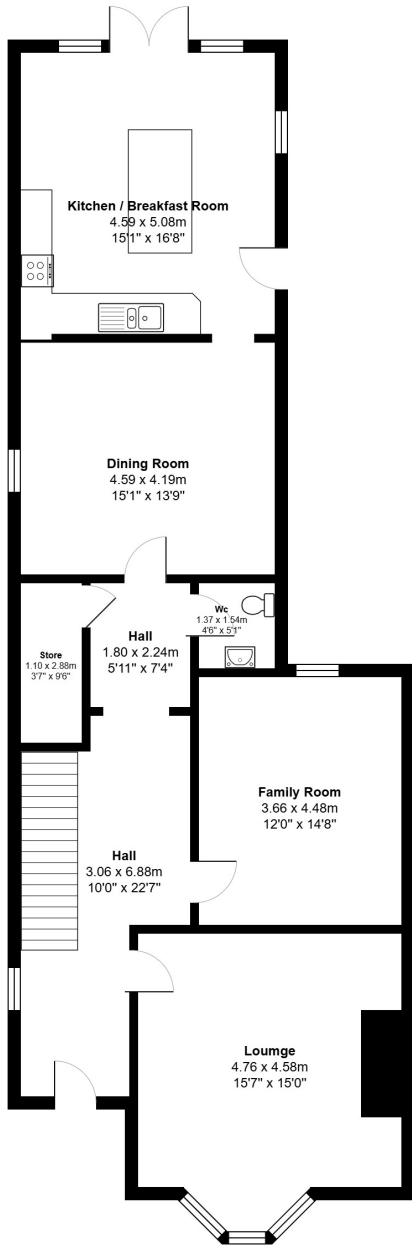 Kitchen / Breakfast Room
4.59 x 5.08m
15'1" x 16'8"
Dining Room
4.59 x 4.19m
15'1" x 13'9"
Wc
1.37 x 1.54m
4'6" x 5'1"
Hall
1.80 x 2.24m
5'11" x 7'4"
Store
1.10 x 2.88m
3'7" x 9'6"
Family Room
3.66 x 4.48m
12'0" x 14'8"
Hall
3.06 x 6.88m
10'0" x 22'7"
Loumge
4.76 x 4.58m
15'7" x 15'0"